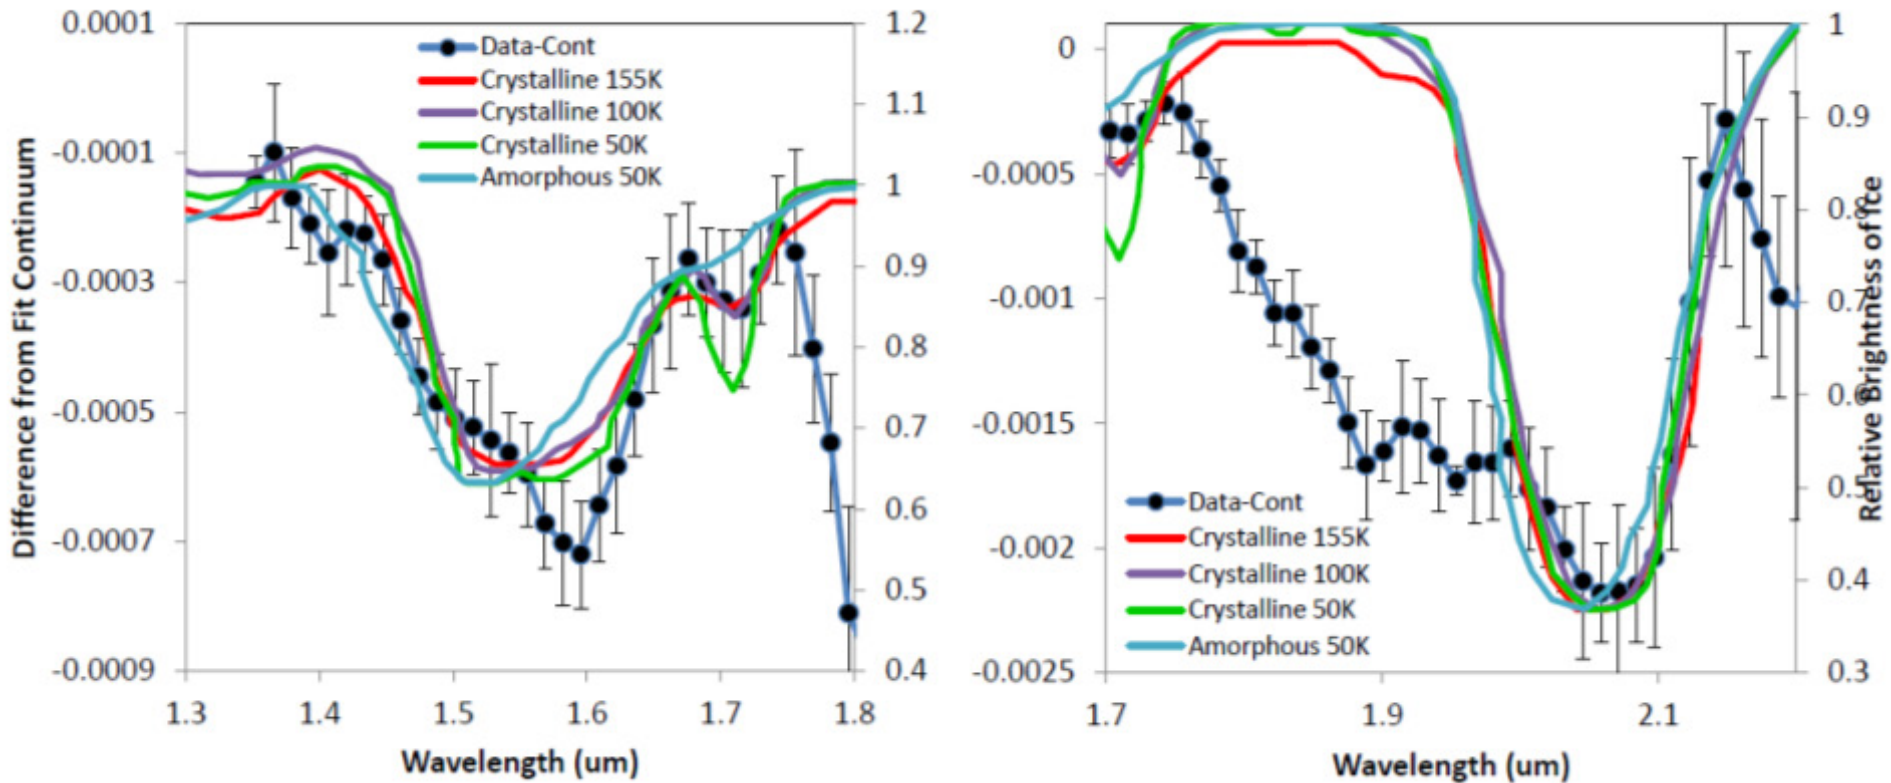 0.0001
-0.0001
-0.0003
-0.0005
-0.0007
-0.0009
Difference from Fit Continuum
Data-Cont
Crystalline 155K
Crystalline 100K
Crystalline 50K
Amorphous 50K
1.2
1.1
1
0.9
0.8
0.7
0.6
0.5
0.4
1.3
1.4
1.5
1.6
1.7
1.8
Wavelength (um)
0
-0.0005
-0.001
-0.0015
-0.002
-0.0025
Data-Cont
Crystalline 155K
Crystalline 100K
Crystalline 50K
Amorphous 50K
1
0.9
0.8
0.7
0.6
0.5
0.4
0.3
Relative Brightness of Ice
1.7
1.9
2.1
Wavelength (um)